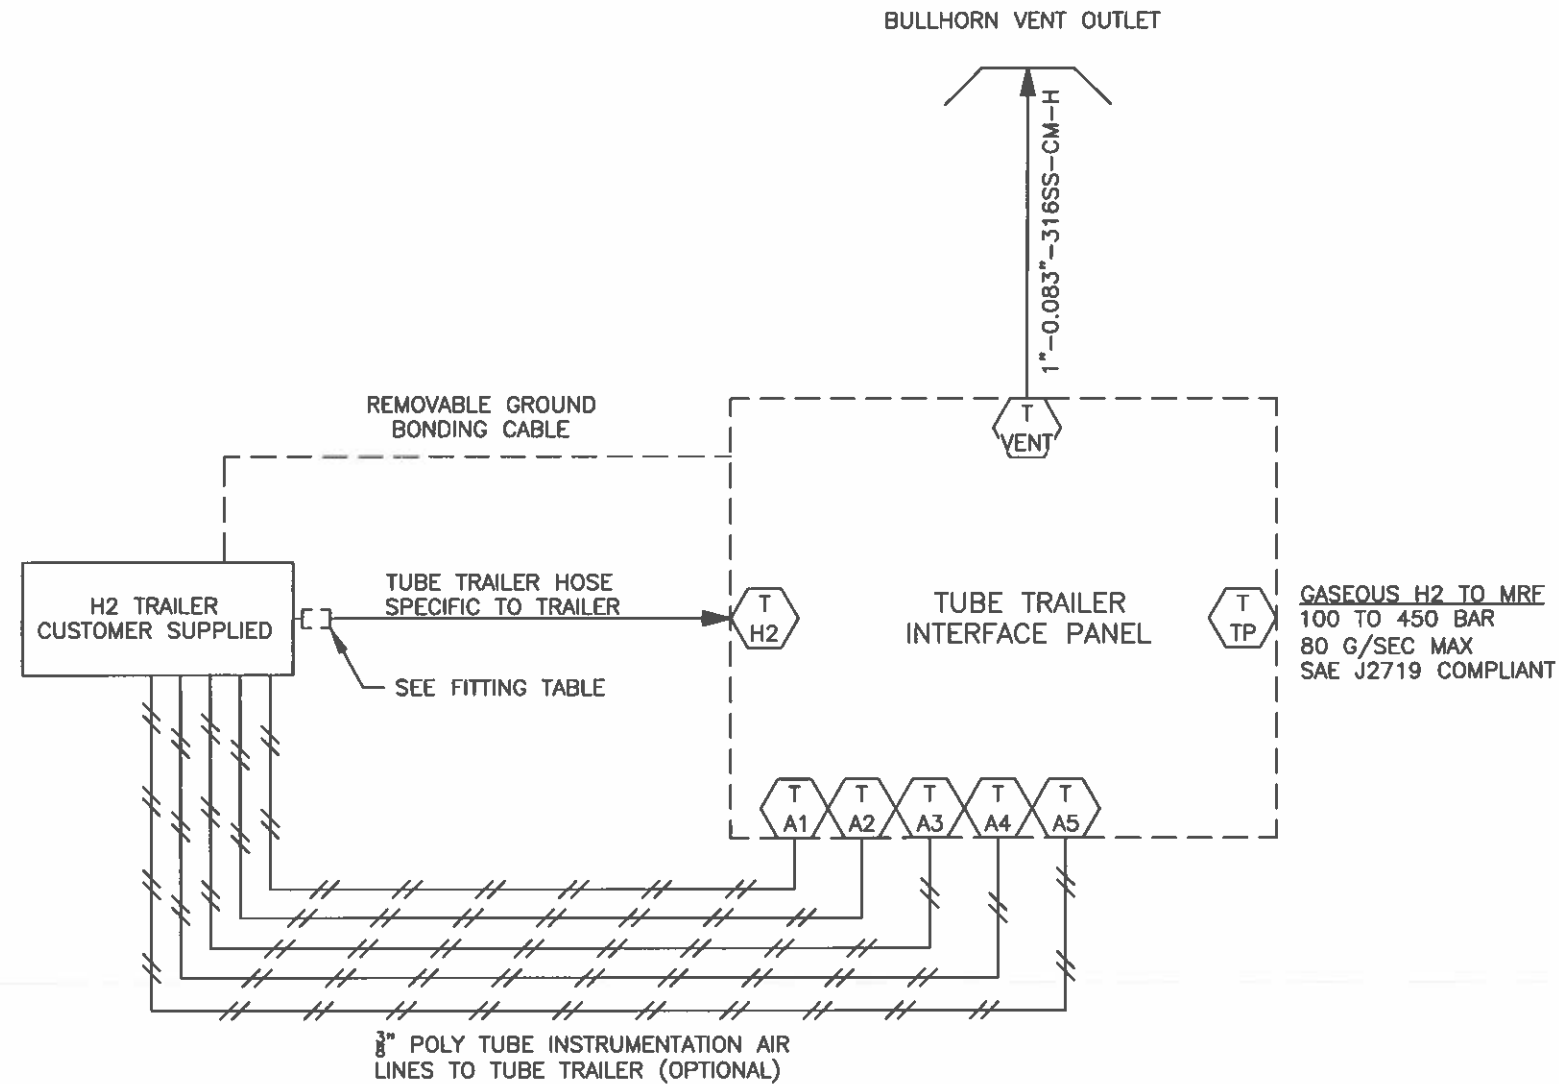 BULLHORN VENT OUTLET
1"-0.083"-316SS-CM-H
REMOVABLE GROUND
BONDING CABLE
T
VENT
H2 TRAILER
CUSTOMER SUPPLIED
TUBE TRAILER HOSE
SPECIFIC TO TRAILER
SEE FITTING TABLE
T
H2
TUBE TRAILER
INTERFACE PANEL
T
TP
GASEOUS H2 TO MRF
100 TO 450 BAR
80 G/SEC MAX
SAE J2719 COMPLIANT
T
A1
T
A2
T
A3
T
A4
T
A5
3/8" POLY TUBE INSTRUMENTATION AIR
LINES TO TUBE TRAILER (OPTIONAL)